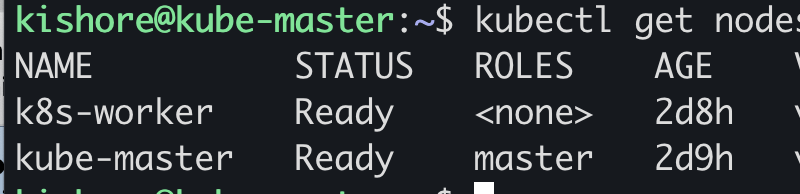 kishore@kube-master:~$ kubectl get nodes
NAME STATUS ROLES AGE
k8s-worker Ready <none> 2d8h
kube-master Ready master 2d9h